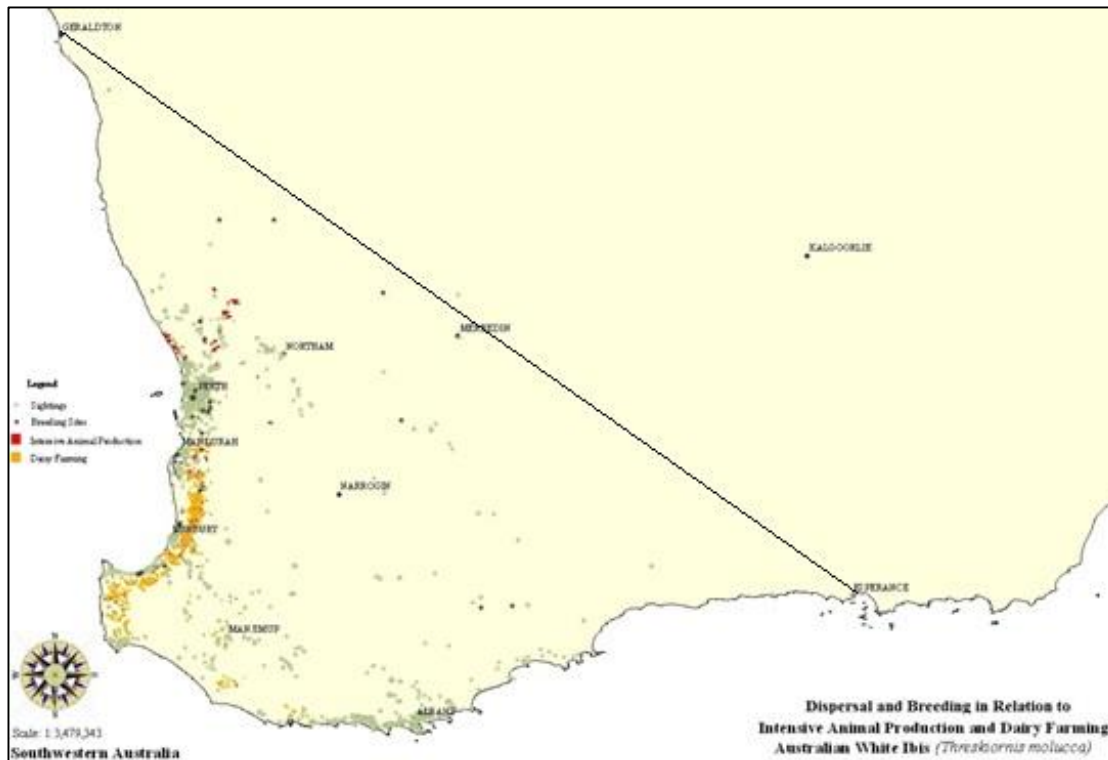 GERALDTON
KALGOORLIE
MERREDIN
NORTHAM
PERTH
Legend
Sightings
Breeding Sites
Intensive Animal Production
Dairy Farming
MANDURAH
NARROGIN
BUNBURY
ESPERANCE
MANJIMUP
ALBANY
Scale: 1:3,479,343
Southwestern Australia
Dispersal and Breeding in Relation to
Intensive Animal Production and Dairy Farming
Australian White Ibis (Threskiornis molucca)